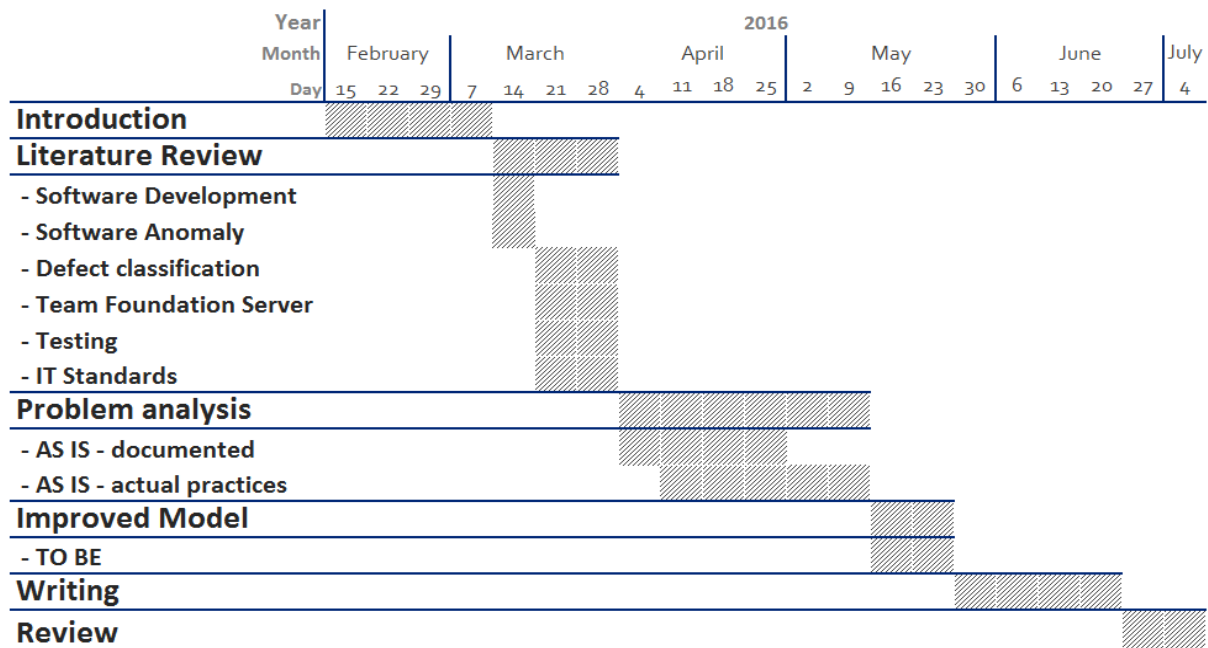 Year 2016
Month February March April May June July
Day 15 22 29 7 14 21 28 4 11 18 25 2 9 16 23 30 6 13 20 27 4
Introduction
Literature Review
- Software Development
- Software Anomaly
- Defect classification
- Team Foundation Server
- Testing
- IT Standards
Problem analysis
- AS IS - documented
- AS IS - actual practices
Improved Model
- TO BE
Writing
Review